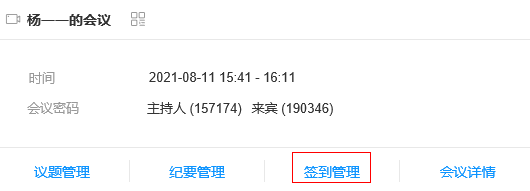 杨一一的会议
时间 2021-08-11 15:41 - 16:11
会议密码 主持人 (157174) 来宾 (190346)
议题管理 纪要管理 签到管理 会议详情